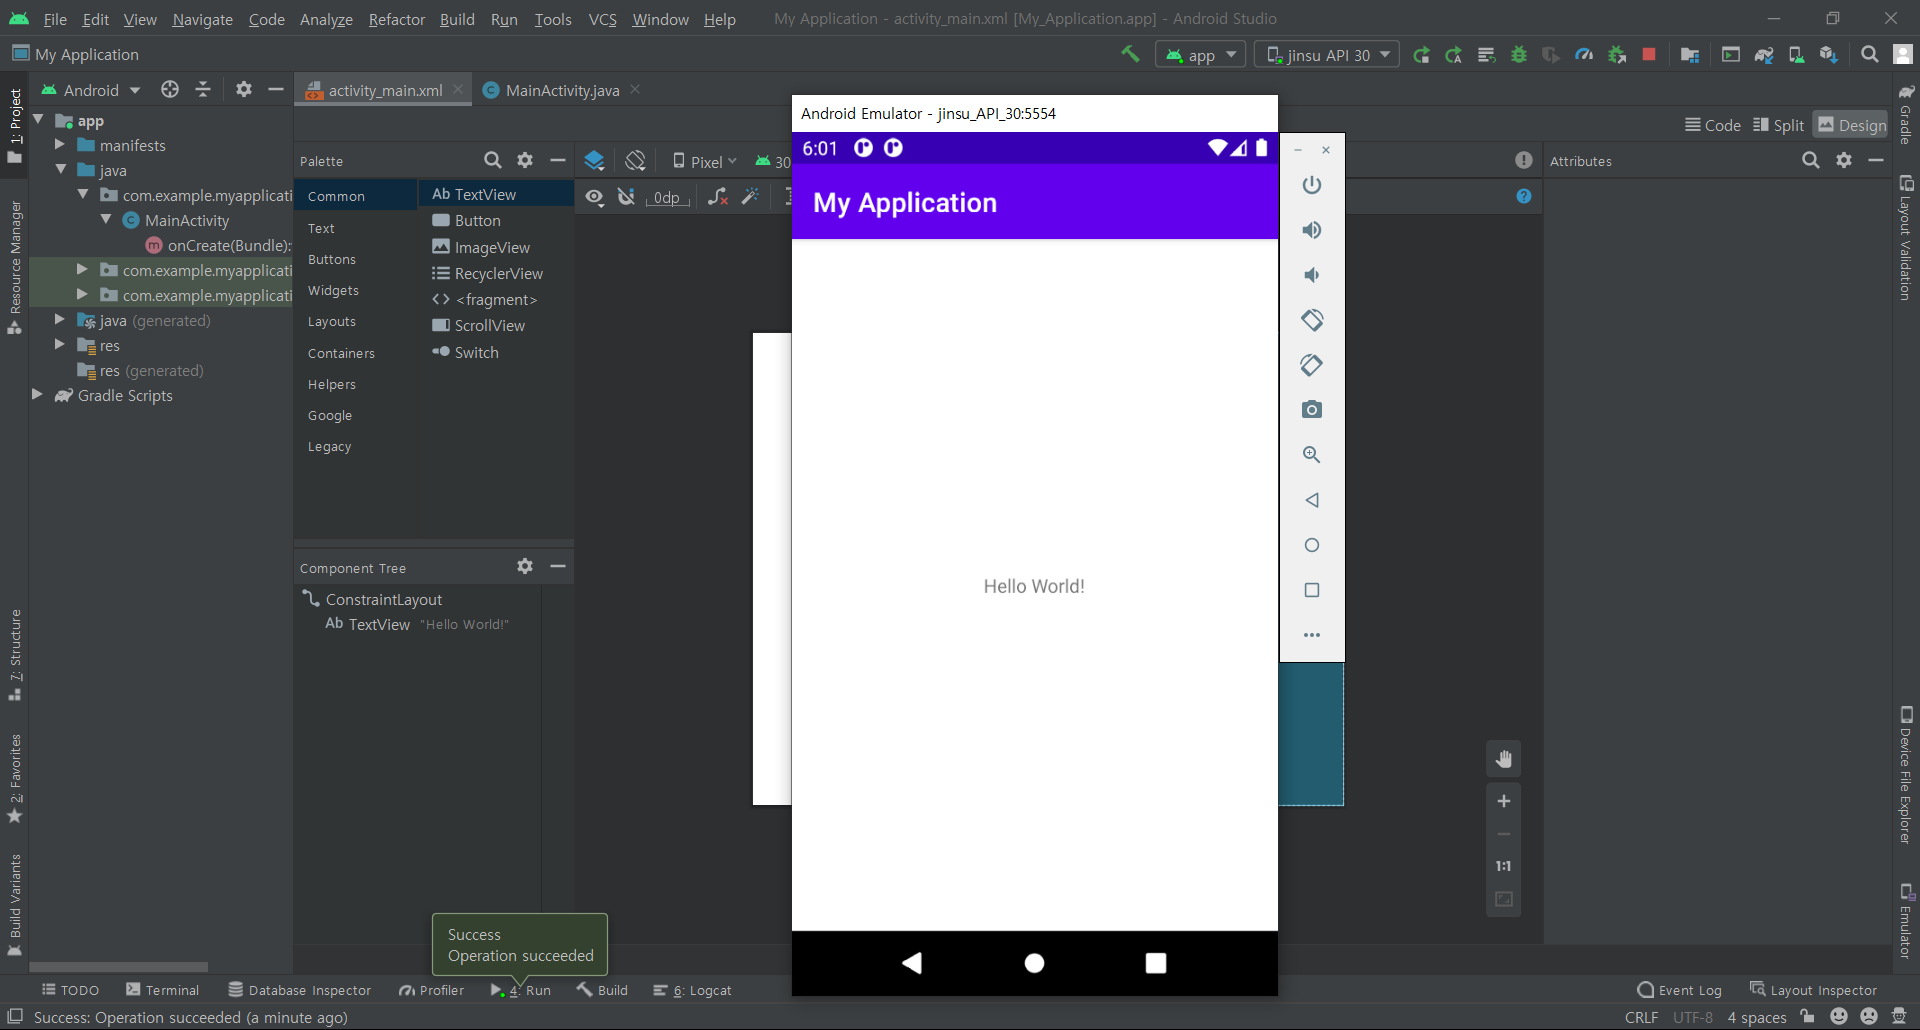 File Edit View Navigate Code Analyze Refactor Build Run Tools VCS Window Help My Application - activity_main.xml [My_Application.app] - Android Studio
My Application
app
jinsu API 30
1: Project
Resource Manager
7: Structure
2: Favorites
Build Variants
Android
app
manifests
java
com.example.myapplicati
MainActivity
onCreate(Bundle):
com.example.myapplicati
com.example.myapplicati
java (generated)
res
res (generated)
Gradle Scripts
activity_main.xml
MainActivity.java
Code Split Design
Palette
Common
Text
Buttons
Widgets
Layouts
Containers
Helpers
Google
Legacy
Ab TextView
Button
ImageView
RecyclerView
<fragment>
ScrollView
Switch
Pixel
30
0dp
Component Tree
ConstraintLayout
Ab TextView "Hello World!"
Android Emulator - jinsu_API_30:5554
6:01
My Application
Hello World!
1:1
Attributes
Gradle
Layout Validation
Device File Explorer
Emulator
Success
Operation succeeded
TODO Terminal Database Inspector Profiler 4: Run Build 6: Logcat
Event Log Layout Inspector
Success: Operation succeeded (a minute ago)
CRLF UTF-8 4 spaces